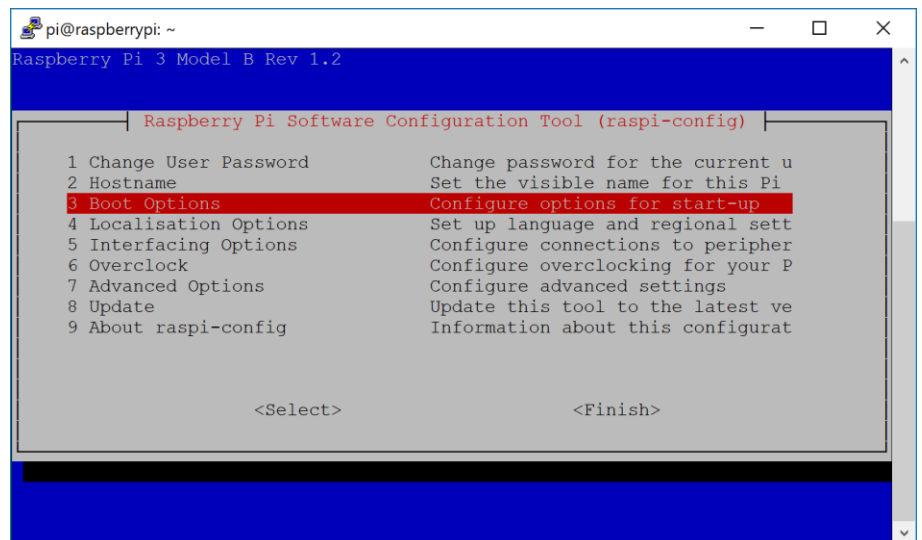 pi@raspberrypi: ~
Raspberry Pi 3 Model B Rev 1.2
Raspberry Pi Software Configuration Tool (raspi-config)
1 Change User Password Change password for the current u
2 Hostname Set the visible name for this Pi
3 Boot Options Configure options for start-up
4 Localisation Options Set up language and regional sett
5 Interfacing Options Configure connections to peripher
6 Overclock Configure overclocking for your P
7 Advanced Options Configure advanced settings
8 Update Update this tool to the latest ve
9 About raspi-config Information about this configurat
<Select> <Finish>